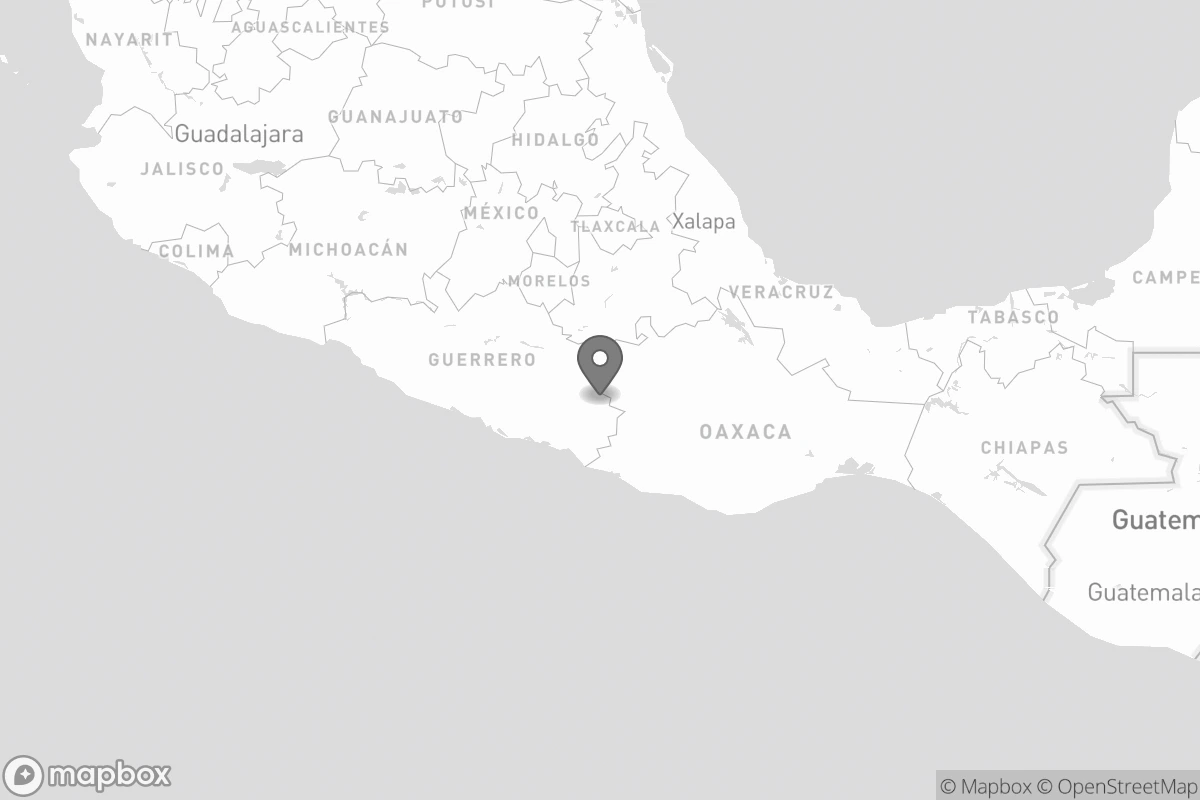 POTOSÍ
AGUASCALIENTES
NAYARIT
GUANAJUATO
Guadalajara
HIDALGO
JALISCO
MÉXICO
Xalapa
TLAXCALA
COLIMA
MICHOACÁN
CAMPE
MORELOS
VERACRUZ
TABASCO
GUERRERO
OAXACA
CHIAPAS
Guatem
Guatemala
mapbox
© Mapbox © OpenStreetMap